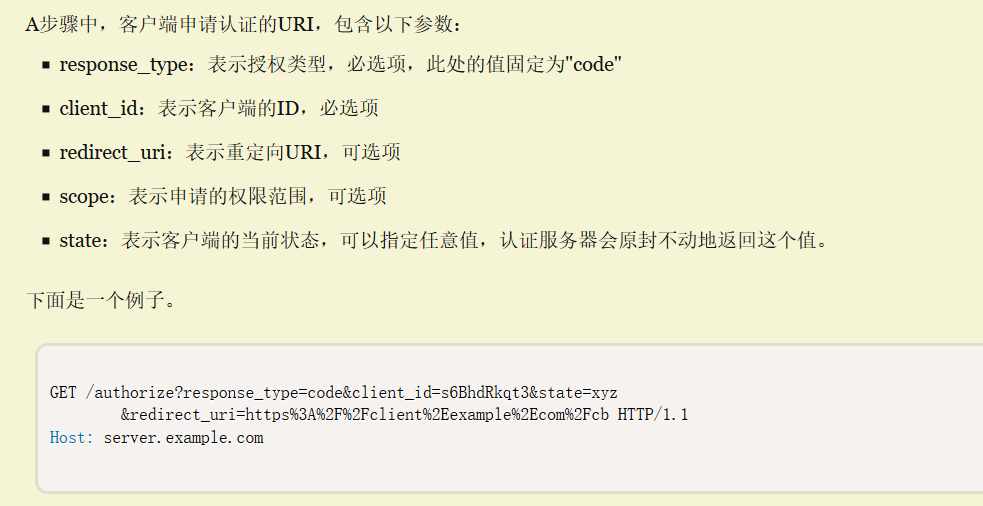 A步骤中，客户端申请认证的URI，包含以下参数：
response_type：表示授权类型，必选项，此处的值固定为"code"
client_id：表示客户端的ID，必选项
redirect_uri：表示重定向URI，可选项
scope：表示申请的权限范围，可选项
state：表示客户端的当前状态，可以指定任意值，认证服务器会原封不动地返回这个值。
下面是一个例子。
GET /authorize?response_type=code&client_id=s6BhdRkqt3&state=xyz
&redirect_uri=https%3A%2F%2Fclient%2Eexample%2Ecom%2Fcb HTTP/1.1
Host: server.example.com